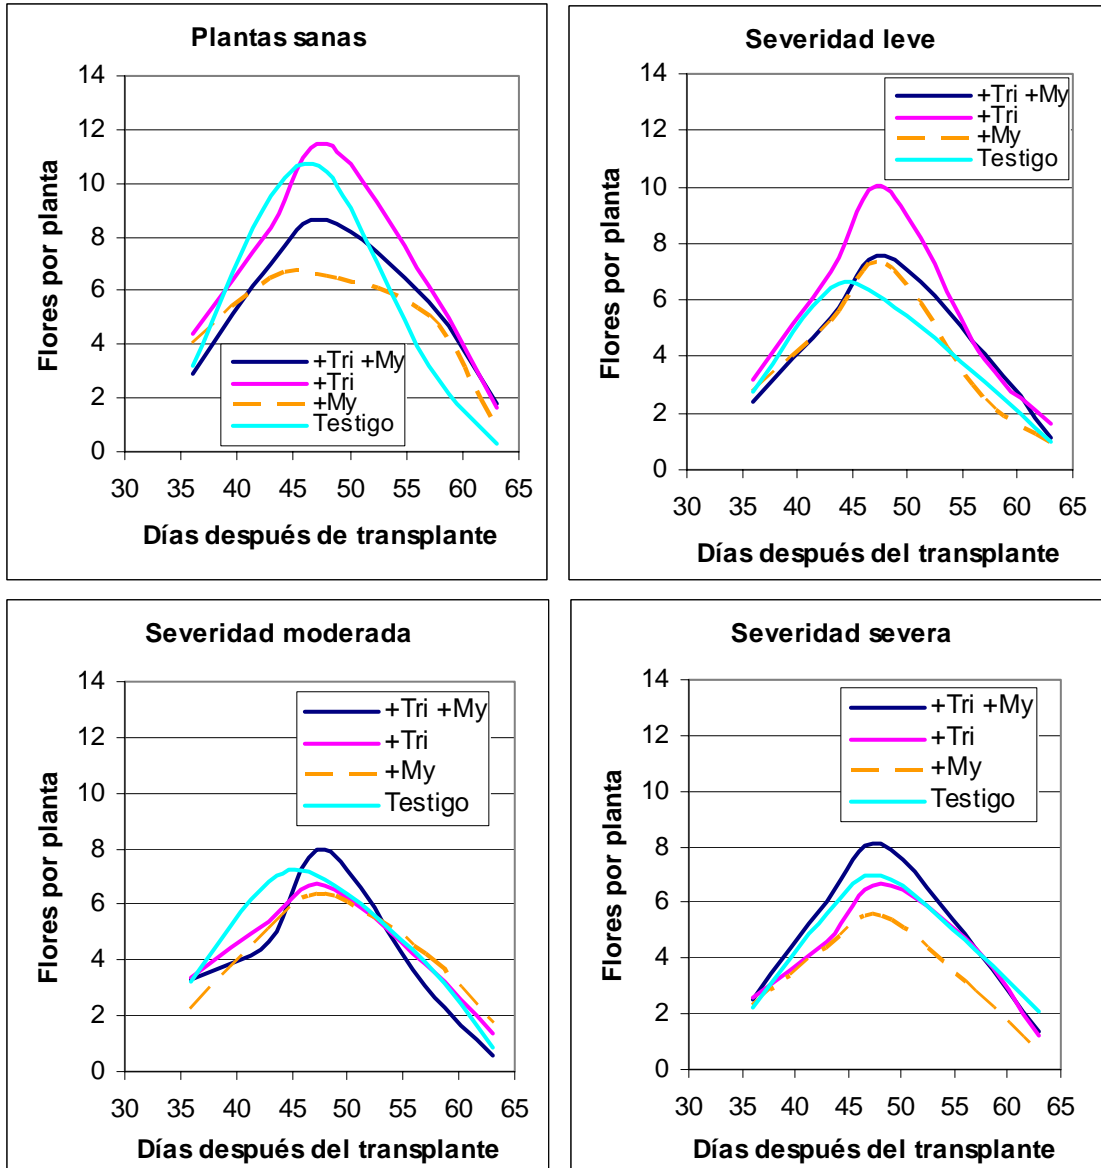 Plantas sanas
Flores por planta
14
12
10
8
6
4
2
0
+Tri +My
+Tri
+My
Testigo
30 35 40 45 50 55 60 65
Días después de transplante
Severidad leve
Flores por planta
14
12
10
8
6
4
2
0
+Tri +My
+Tri
+My
Testigo
30 35 40 45 50 55 60 65
Días después del transplante
Severidad moderada
Flores por planta
14
12
10
8
6
4
2
0
+Tri +My
+Tri
+My
Testigo
30 35 40 45 50 55 60 65
Días después del transplante
Severidad severa
Flores por planta
14
12
10
8
6
4
2
0
+Tri +My
+Tri
+My
Testigo
30 35 40 45 50 55 60 65
Días después del transplante